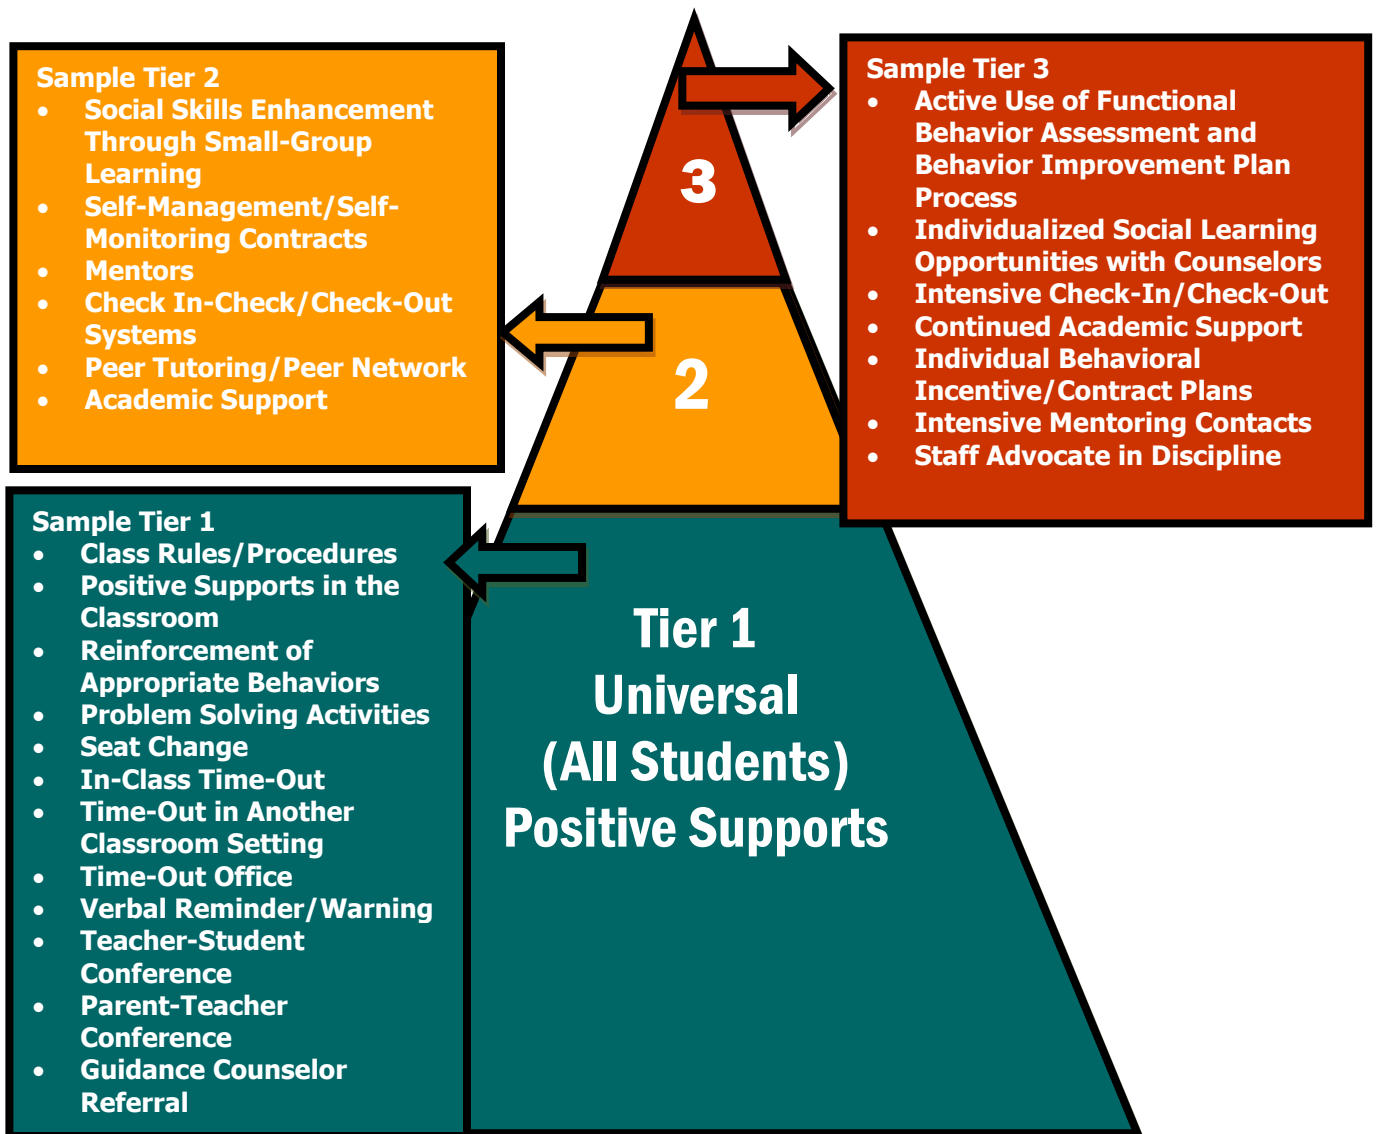 Sample Tier 2
• Social Skills Enhancement
Through Small-Group
Learning
• Self-Management/Self-
Monitoring Contracts
• Mentors
• Check In-Check/Check-Out
Systems
• Peer Tutoring/Peer Network
• Academic Support
3
2
Sample Tier 3
• Active Use of Functional
Behavior Assessment and
Behavior Improvement Plan
Process
• Individualized Social Learning
Opportunities with Counselors
• Intensive Check-In/Check-Out
• Continued Academic Support
• Individual Behavioral
Incentive/Contract Plans
• Intensive Mentoring Contacts
• Staff Advocate in Discipline
Sample Tier 1
• Class Rules/Procedures
• Positive Supports in the
Classroom
• Reinforcement of
Appropriate Behaviors
• Problem Solving Activities
• Seat Change
• In-Class Time-Out
• Time-Out in Another
Classroom Setting
• Time-Out Office
• Verbal Reminder/Warning
• Teacher-Student
Conference
• Parent-Teacher
Conference
• Guidance Counselor
Referral
Tier 1
Universal
(All Students)
Positive Supports